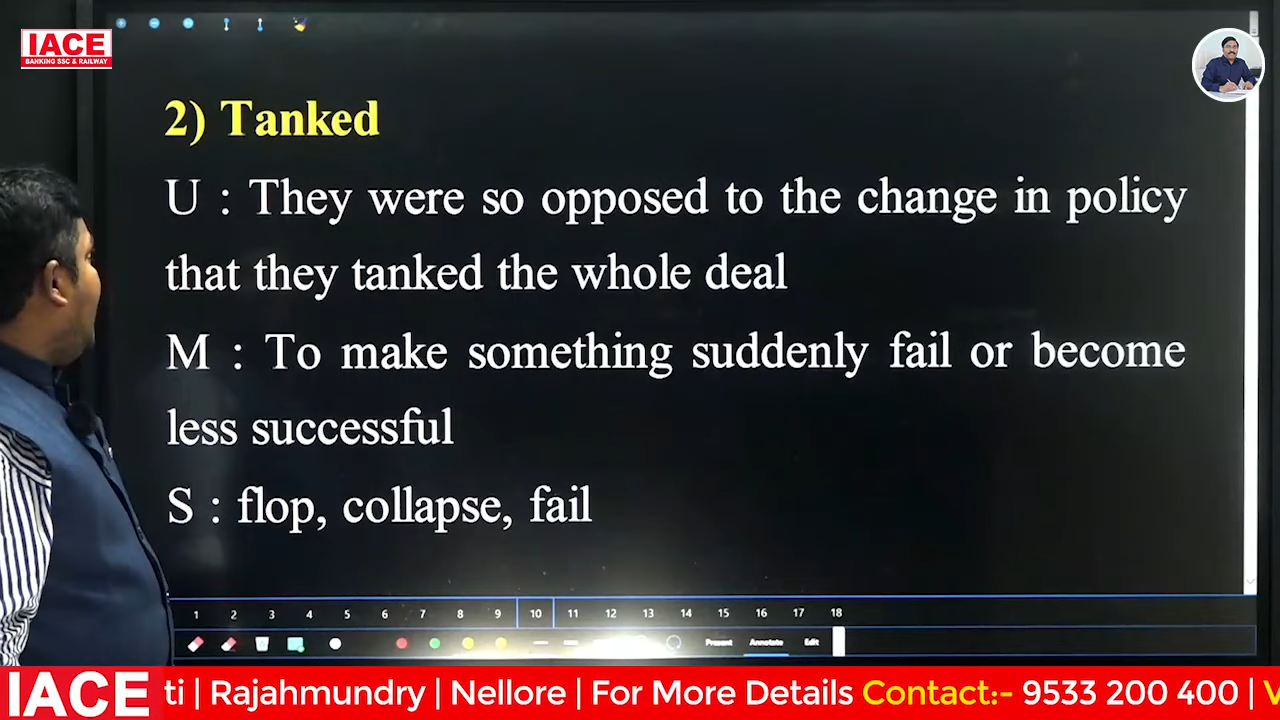 IACE
BANKING SSC & RAILWAY
2) Tanked
U : They were so opposed to the change in policy
that they tanked the whole deal
M : To make something suddenly fail or become
less successful
S : flop, collapse, fail
1 2 3 4 5 6 7 8 9 10 11 12 13 14 15 16 17 18
Present Annotate Edit
IACE ti | Rajahmundry | Nellore | For More Details Contact:- 9533 200 400 | V